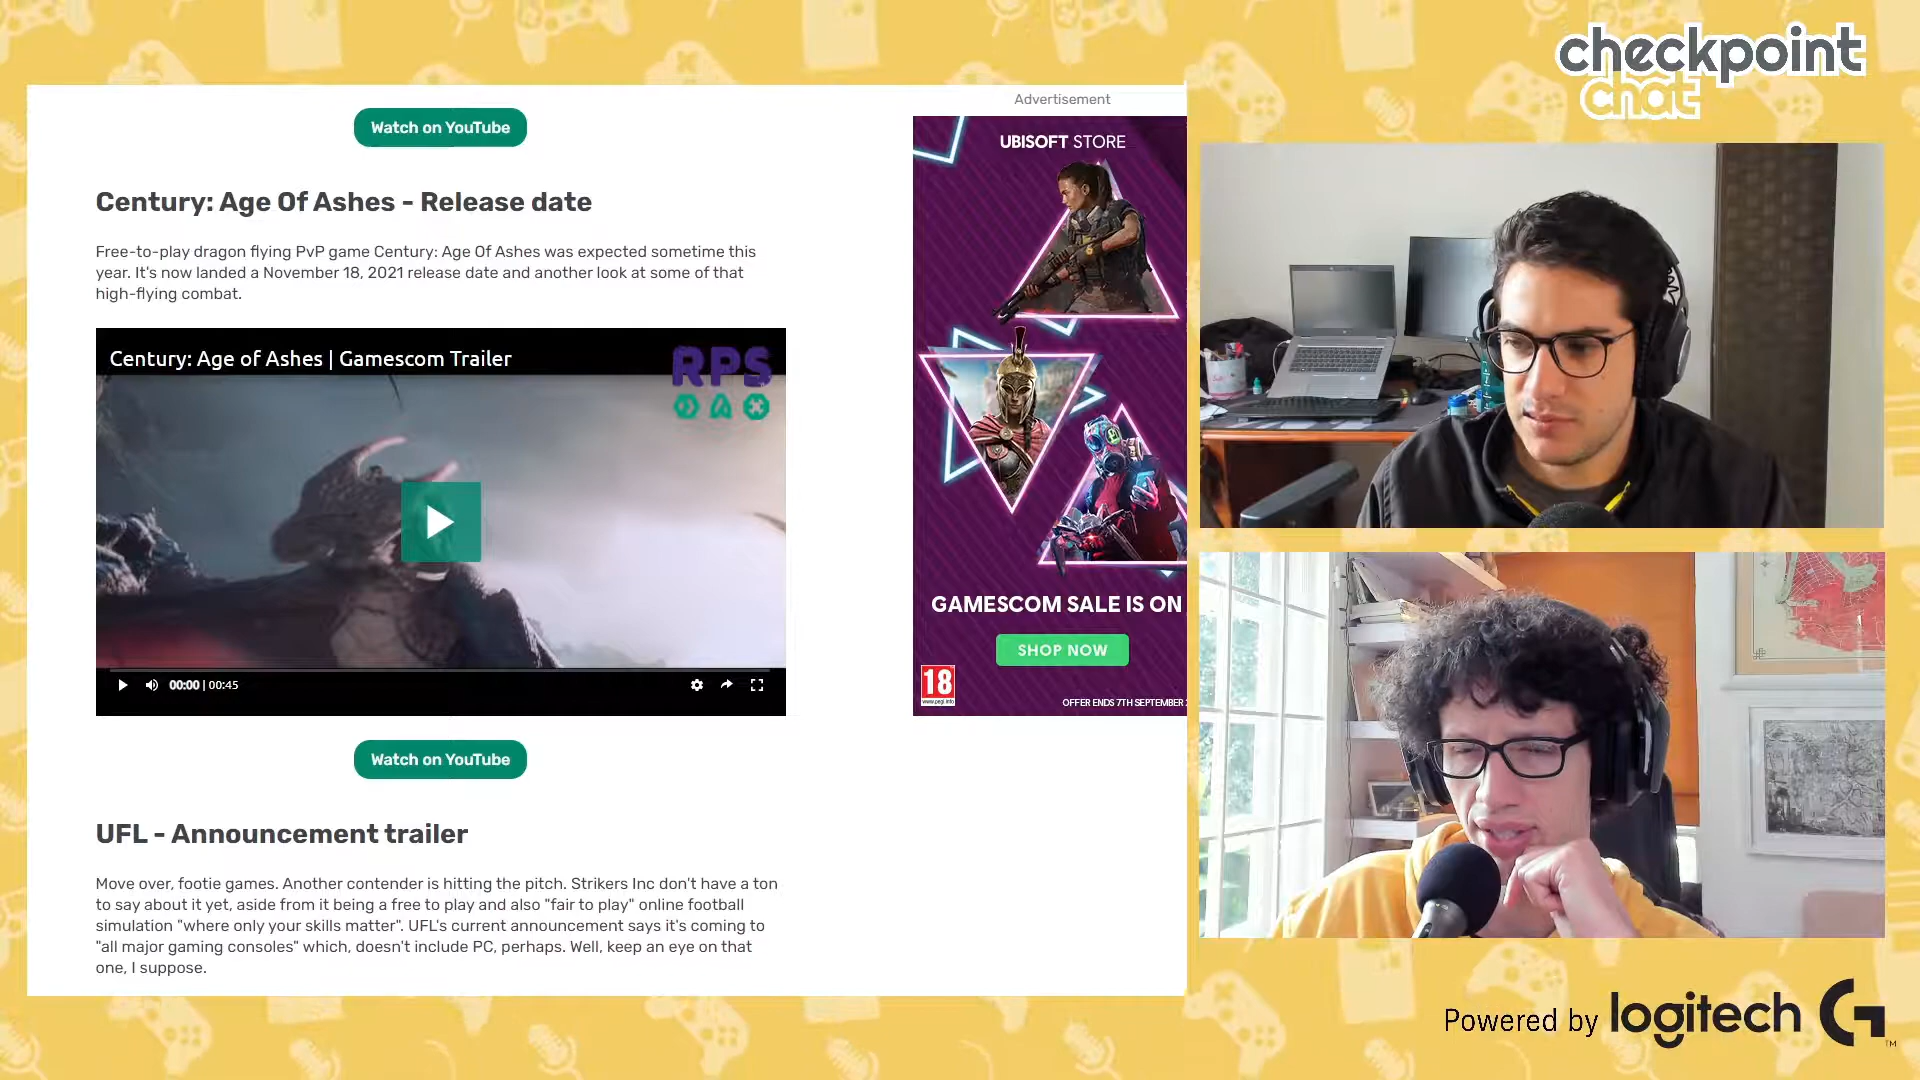 checkpoint
chat
Watch on YouTube
Century: Age Of Ashes - Release date
Free-to-play dragon flying PvP game Century: Age Of Ashes was expected sometime this
year. It's now landed a November 18, 2021 release date and another look at some of that
high-flying combat.
Century: Age of Ashes | Gamescom Trailer
RPS
00:00 | 00:45
Watch on YouTube
UFL - Announcement trailer
Move over, footie games. Another contender is hitting the pitch. Strikers Inc don't have a ton
to say about it yet, aside from it being a free to play and also "fair to play" online football
simulation "where only your skills matter". UFL's current announcement says it's coming to
"all major gaming consoles" which, doesn't include PC, perhaps. Well, keep an eye on that
one, I suppose.
Advertisement
UBISOFT STORE
GAMESCOM SALE IS ON
SHOP NOW
18
www.pegi.info
OFFER ENDS 7TH SEPTEMBER
Powered by logitech G
TM